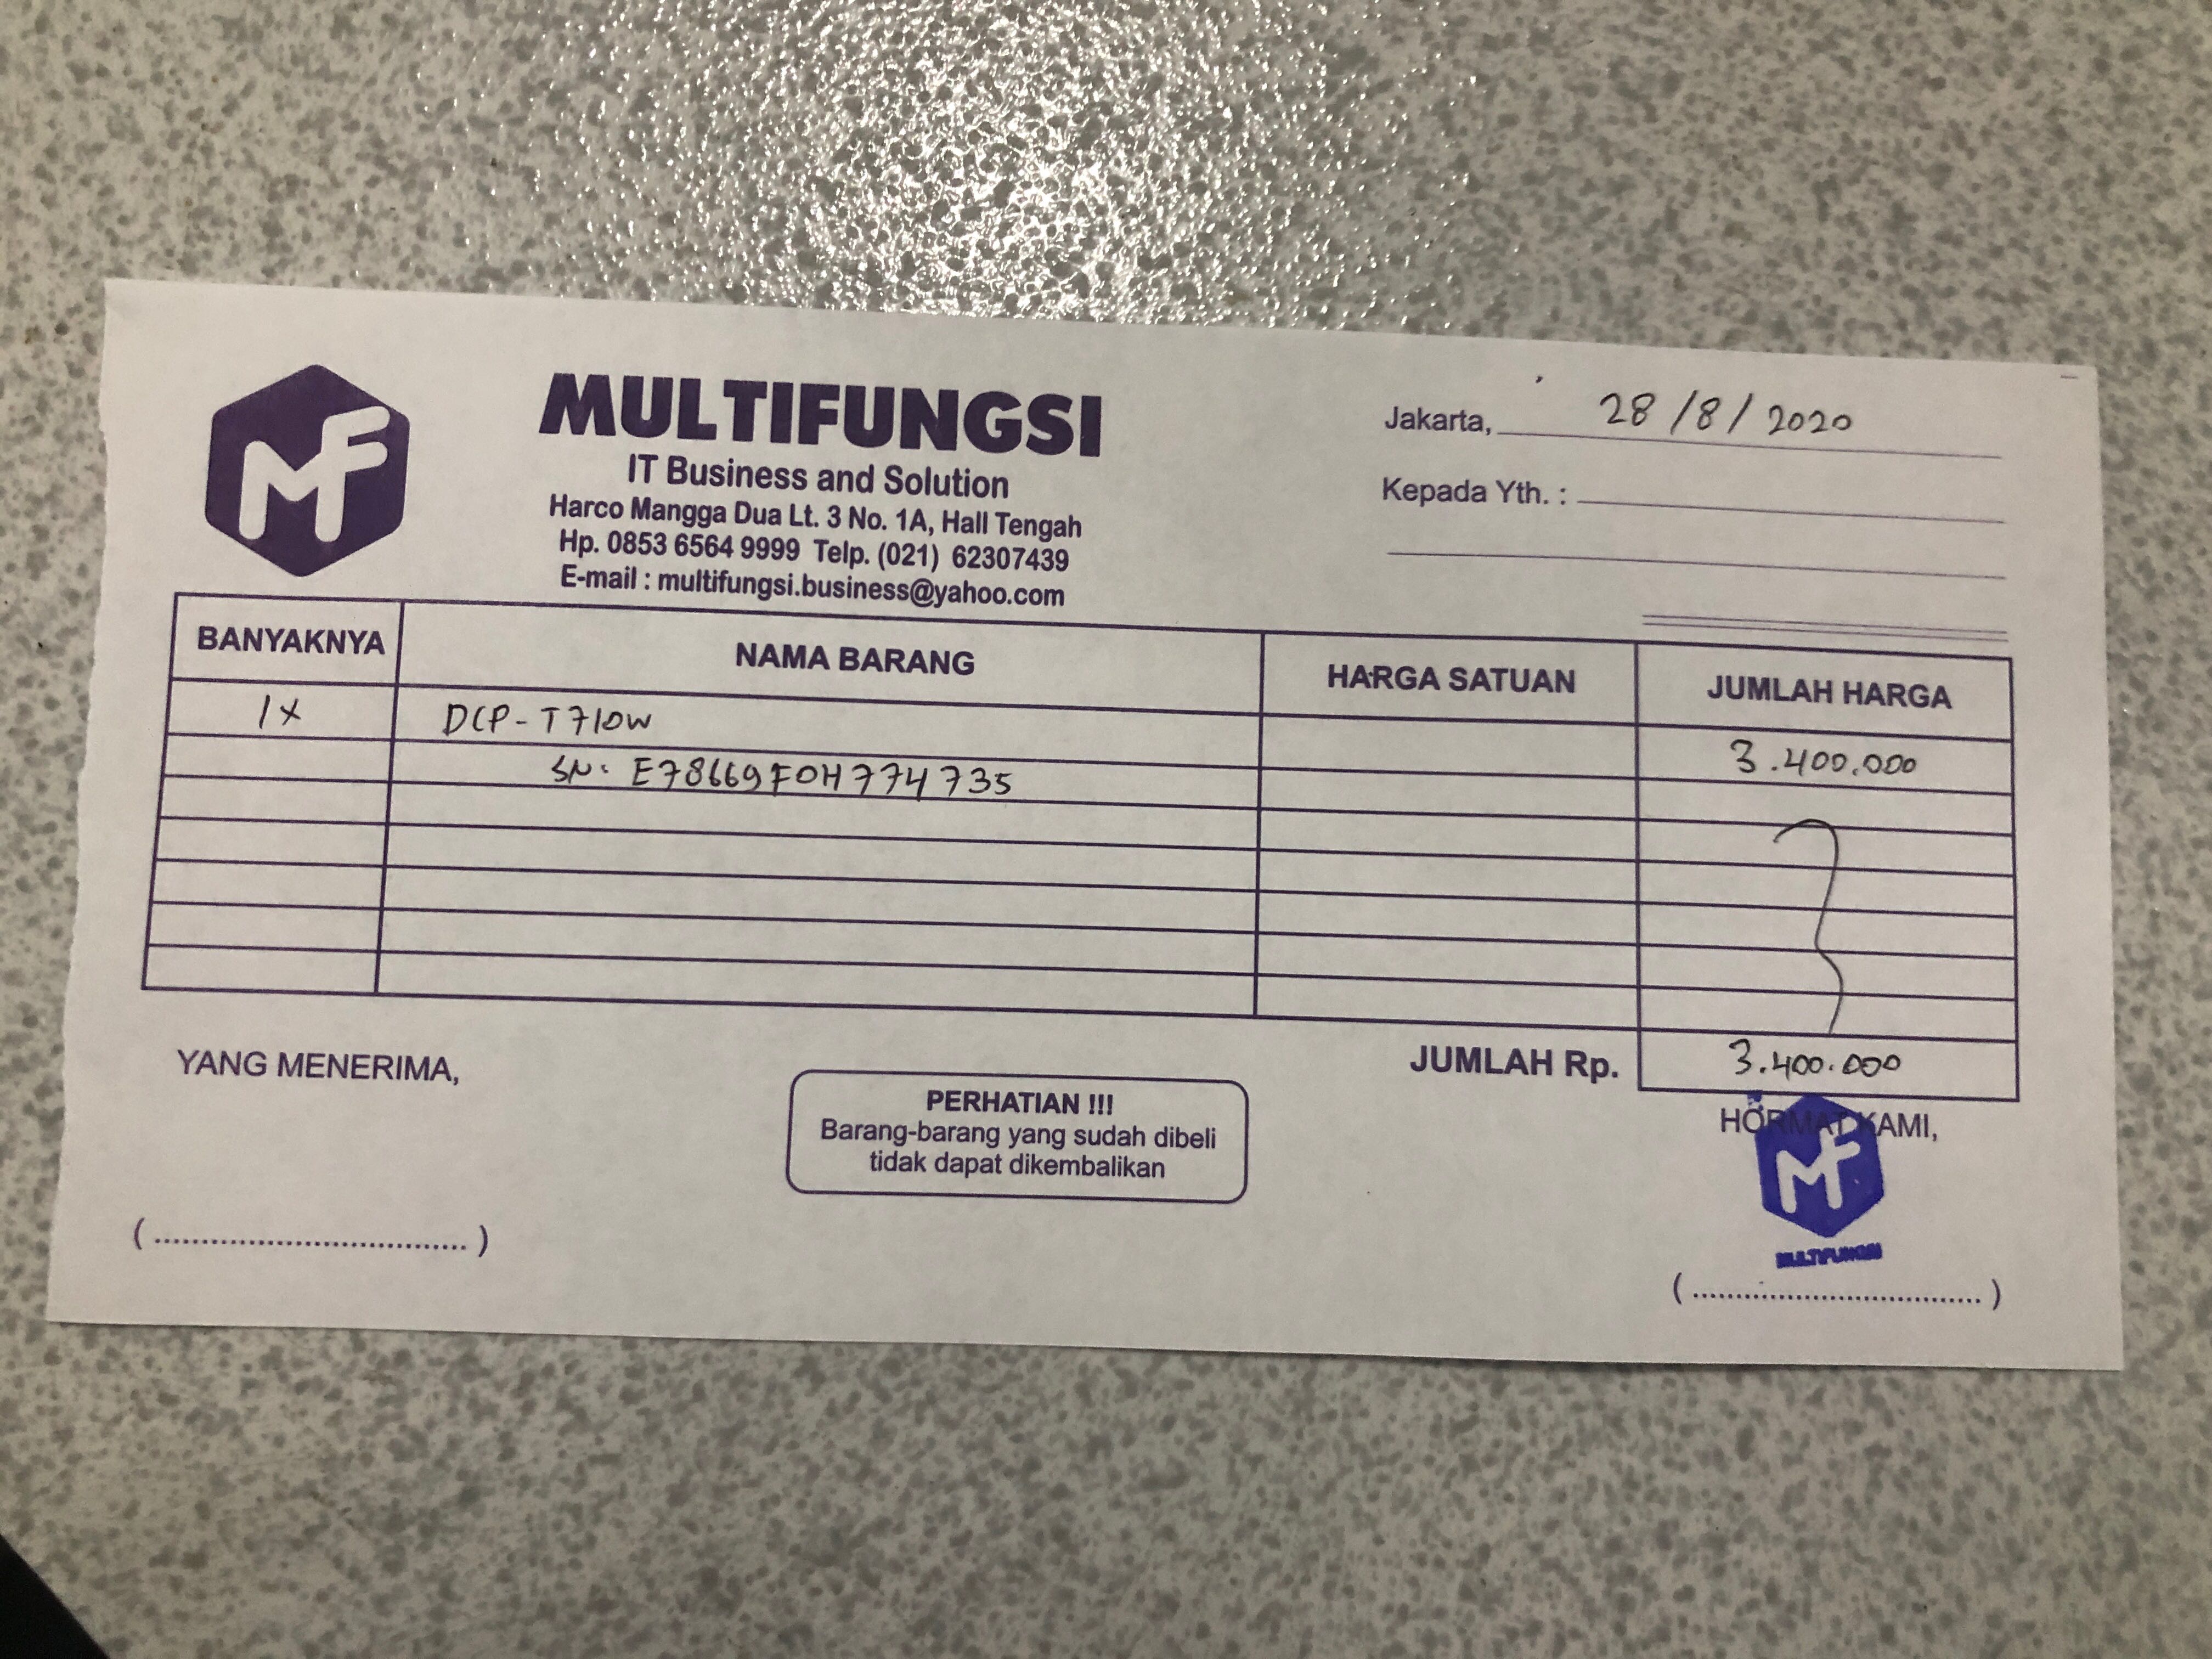 MF
MULTIFUNGSI
IT Business and Solution
Harco Mangga Dua Lt. 3 No. 1A, Hall Tengah
Hp. 0853 6564 9999 Telp. (021) 62307439
E-mail : multifungsi.business@yahoo.com
Jakarta, 28/8/2020
Kepada Yth. :
BANYAKNYA NAMA BARANG HARGA SATUAN JUMLAH HARGA
1x DCP-T710W 3.400.000
SN: E78669F0H774735
JUMLAH Rp. 3.400.000
YANG MENERIMA,
PERHATIAN !!!
Barang-barang yang sudah dibeli
tidak dapat dikembalikan
HORMAT KAMI,
MF
MULTIFUNGSI
(................................)
(................................)